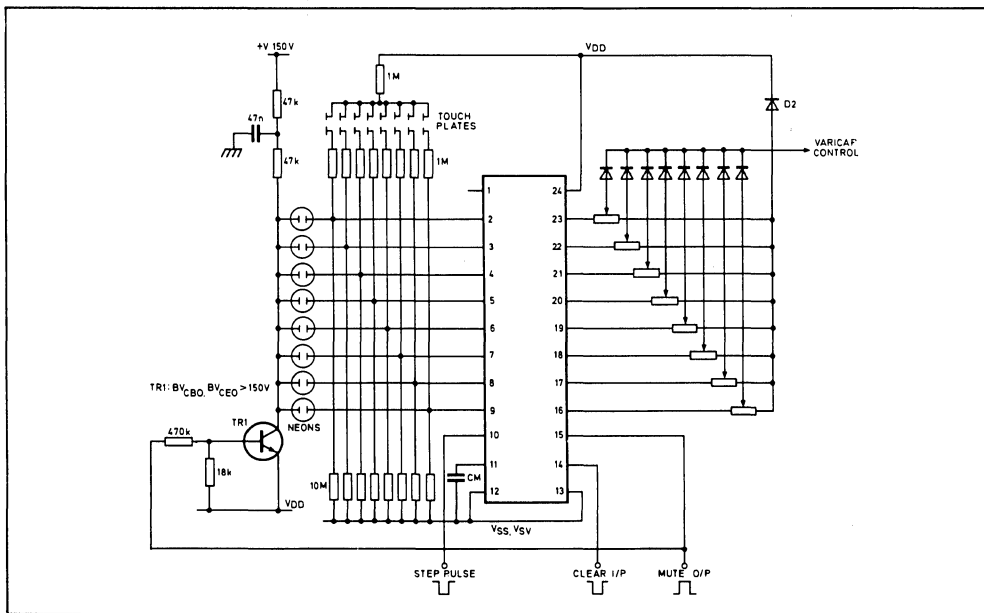 +V 150V
VDD
1M
47k
D2
47n
TOUCH
PLATES
VARICAP
CONTROL
47k
1M
1
24
2
23
3
22
4
21
5
20
6
19
7
18
8
17
TR1: BVCBO, BVCEO >150V
9
16
TR1
NEONS
470k
10
15
18k
11
14
10M
CM
12
13
VDD
VSS, VSV
STEP PULSE
CLEAR I/P
MUTE O/P